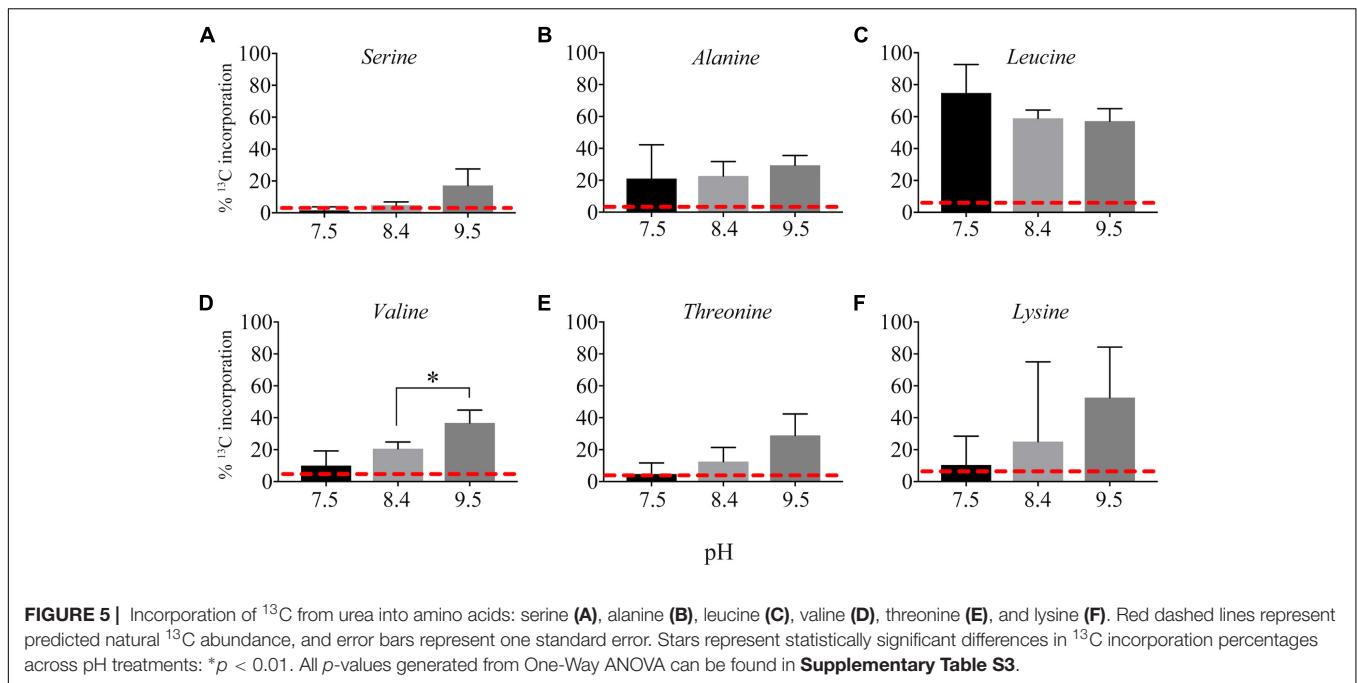 A
Serine
% ¹³C incorporation
100
80
60
40
20
0
7.5 8.4 9.5
B
Alanine
100
80
60
40
20
0
7.5 8.4 9.5
C
Leucine
100
80
60
40
20
0
7.5 8.4 9.5
D
Valine
% ¹³C incorporation
100
80
60
40
20
0
*
7.5 8.4 9.5
E
Threonine
100
80
60
40
20
0
7.5 8.4 9.5
F
Lysine
100
80
60
40
20
0
7.5 8.4 9.5
pH
FIGURE 5 | Incorporation of ¹³C from urea into amino acids: serine (A), alanine (B), leucine (C), valine (D), threonine (E), and lysine (F). Red dashed lines represent
predicted natural ¹³C abundance, and error bars represent one standard error. Stars represent statistically significant differences in ¹³C incorporation percentages
across pH treatments: *p < 0.01. All p-values generated from One-Way ANOVA can be found in Supplementary Table S3.